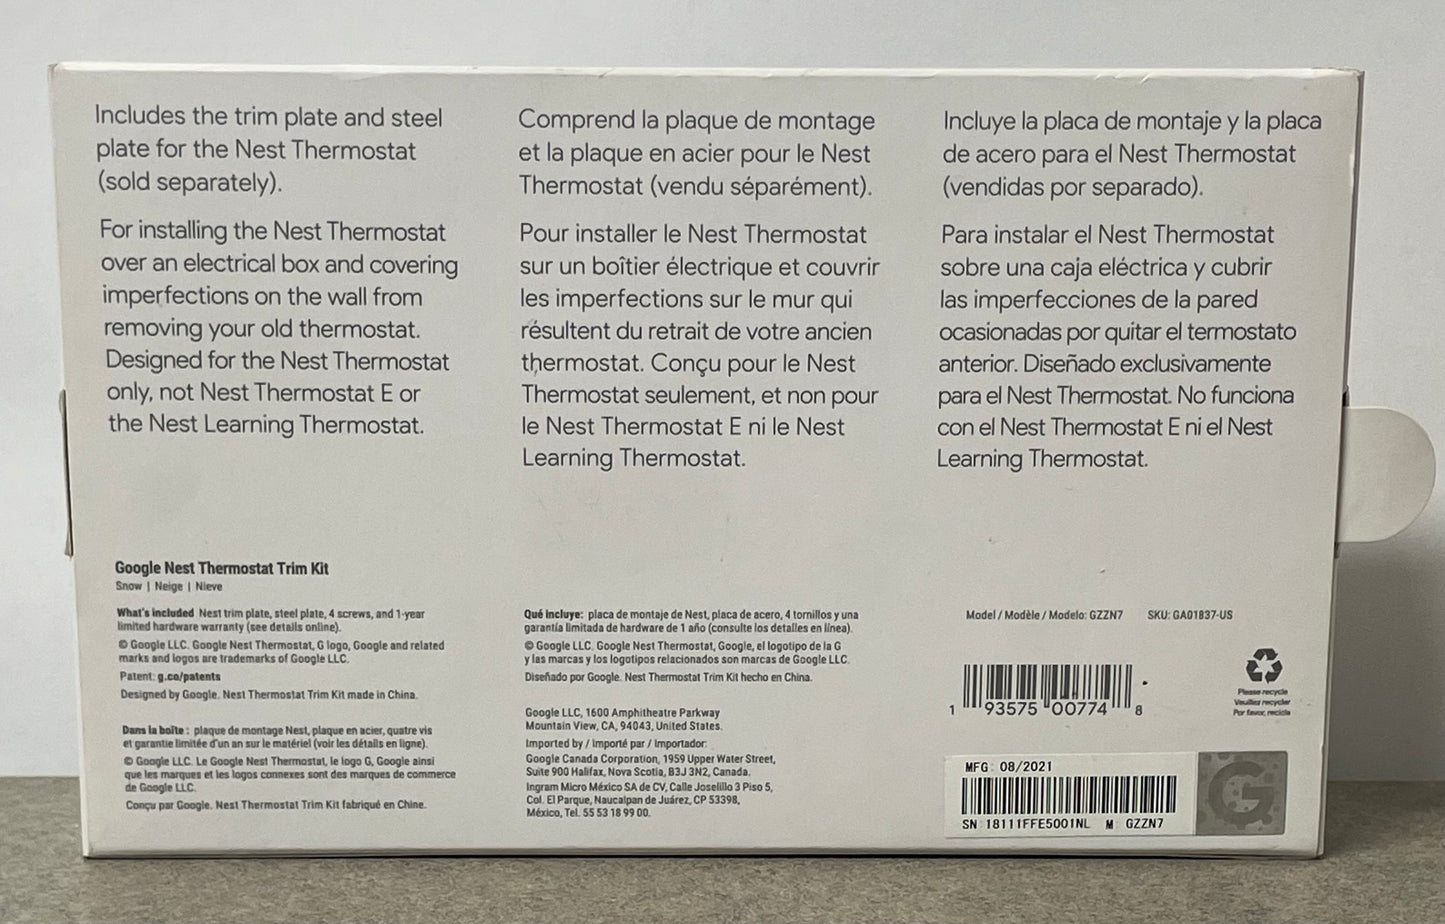 Includes the trim plate and steel
plate for the Nest Thermostat
(sold separately).
For installing the Nest Thermostat
over an electrical box and covering
imperfections on the wall from
removing your old thermostat.
Designed for the Nest Thermostat
only, not Nest Thermostat E or
the Nest Learning Thermostat.
Comprend la plaque de montage
et la plaque en acier pour le Nest
Thermostat (vendu séparément).
Pour installer le Nest Thermostat
sur un boîtier électrique et couvrir
les imperfections sur le mur qui
résultent du retrait de votre ancien
thermostat. Conçu pour le Nest
Thermostat seulement, et non pour
le Nest Thermostat E ni le Nest
Learning Thermostat.
Incluye la placa de montaje y la placa
de acero para el Nest Thermostat
(vendidas por separado).
Para instalar el Nest Thermostat
sobre una caja eléctrica y cubrir
las imperfecciones de la pared
ocasionadas por quitar el termostato
anterior. Diseñado exclusivamente
para el Nest Thermostat. No funciona
con el Nest Thermostat E ni el Nest
Learning Thermostat.
Google Nest Thermostat Trim Kit
Snow | Neige | Nieve
What's included Nest trim plate, steel plate, 4 screws, and 1-year
limited hardware warranty (see details online).
© Google LLC. Google Nest Thermostat, G logo, Google and related
marks and logos are trademarks of Google LLC.
Patent: g.co/patents
Designed by Google. Nest Thermostat Trim Kit made in China.
Dans la boîte : plaque de montage Nest, plaque en acier, quatre vis
et garantie limitée d'un an sur le matériel (voir les détails en ligne).
© Google LLC. Le Google Nest Thermostat, le logo G, Google ainsi
que les marques et les logos connexes sont des marques de commerce
de Google LLC.
Conçu par Google. Nest Thermostat Trim Kit fabriqué en Chine.
Qué incluye: placa de montaje de Nest, placa de acero, 4 tornillos y una
garantía limitada de hardware de 1 año (consulte los detalles en línea).
© Google LLC. Google Nest Thermostat, Google, el logotipo de la G
y las marcas y los logotipos relacionados son marcas de Google LLC.
Diseñado por Google. Nest Thermostat Trim Kit hecho en China.
Google LLC, 1600 Amphitheatre Parkway
Mountain View, CA, 94043, United States.
Imported by / Importé par / Importador:
Google Canada Corporation, 1959 Upper Water Street,
Suite 900 Halifax, Nova Scotia, B3J 3N2, Canada.
Ingram Micro México SA de CV, Calle Joselillo 3 Piso 5,
Col. El Parque, Naucalpan de Juárez, CP 53398,
México, Tel. 55 53 18 99 00.
Model / Modèle / Modelo: GZZN7 SKU: GA01837-US
1 93575 00774 8
Please recycle
Veuillez recycler
Por favor, recicla
MFG: 08/2021
SN 18111FFE5001NL M GZZN7
G